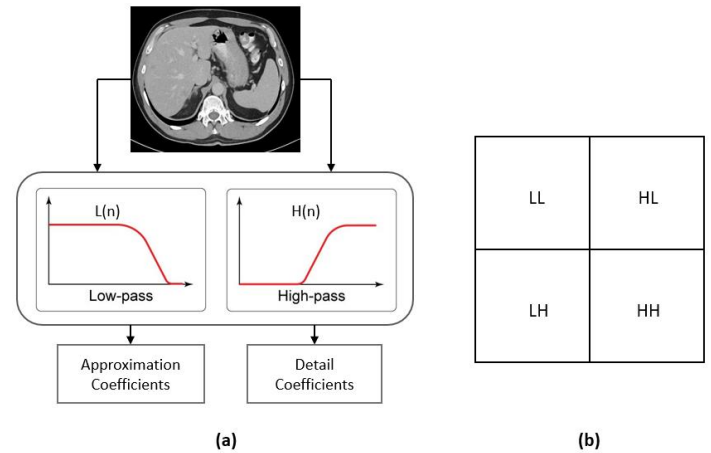 L(n)
H(n)
Low-pass
High-pass
Approximation
Coefficients
Detail
Coefficients
(a)
LL
HL
LH
HH
(b)